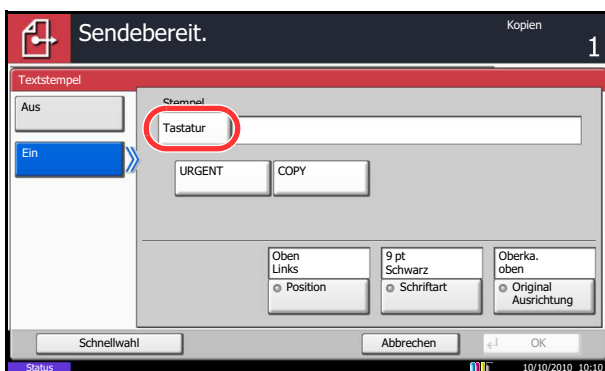 Sendebereit.
Kopien
1
Textstempel
Aus
Stempel
Tastatur
Ein
URGENT
COPY
Oben
Links
Position
9 pt
Schwarz
Schriftart
Oberka.
oben
Original
Ausrichtung
Schnellwahl
Abbrechen
OK
Status
10/10/2010 10:10